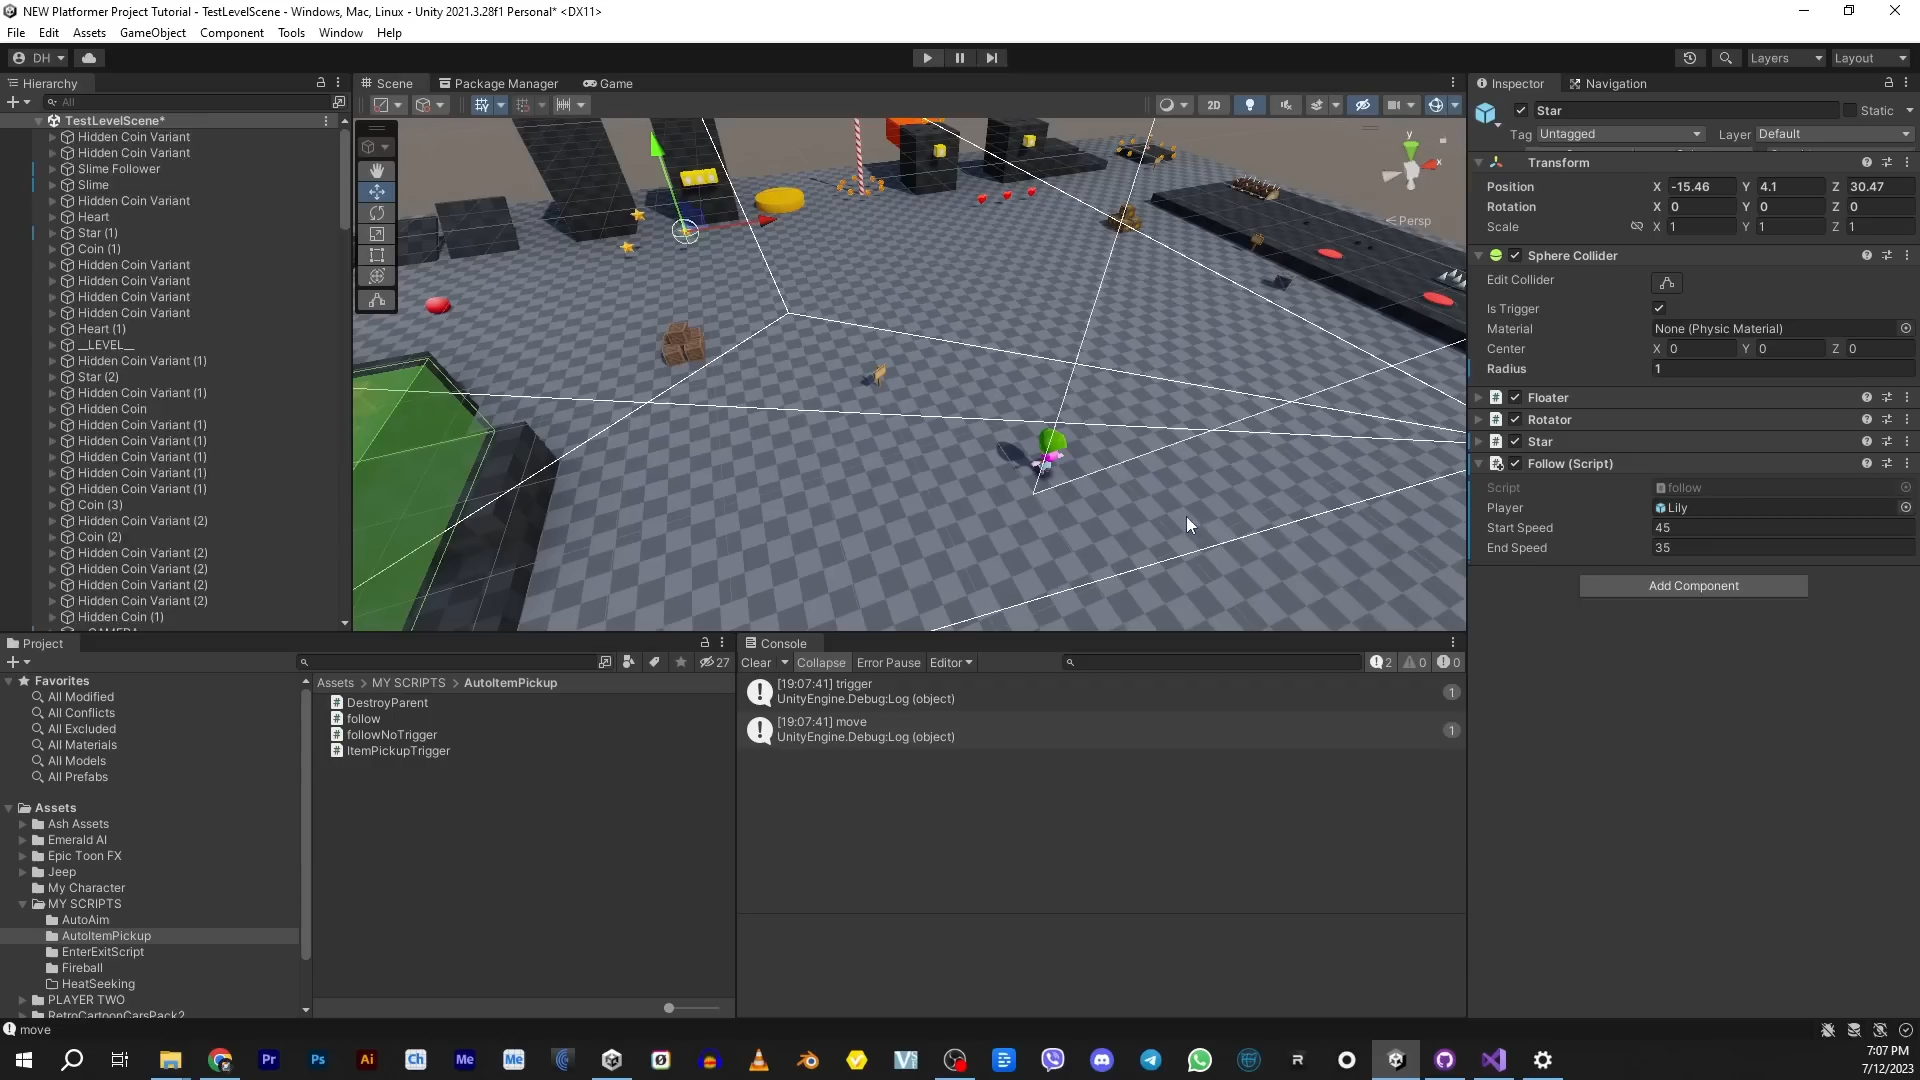 NEW Platformer Project Tutorial - TestLevelScene - Windows, Mac, Linux - Unity 2021.3.28f1 Personal* <DX11>
File Edit Assets GameObject Component Tools Window Help
DH
Layers
Layout
Hierarchy
All
TestLevelScene*
Hidden Coin Variant
Hidden Coin Variant
Slime Follower
Slime
Hidden Coin Variant
Heart
Star (1)
Coin (1)
Hidden Coin Variant
Hidden Coin Variant
Hidden Coin Variant
Hidden Coin Variant
Heart (1)
__LEVEL__
Hidden Coin Variant (1)
Star (2)
Hidden Coin Variant (1)
Hidden Coin
Hidden Coin Variant (1)
Hidden Coin Variant (1)
Hidden Coin Variant (1)
Hidden Coin Variant (1)
Hidden Coin Variant (1)
Coin (3)
Hidden Coin Variant (2)
Coin (2)
Hidden Coin Variant (2)
Hidden Coin Variant (2)
Hidden Coin Variant (2)
Hidden Coin Variant (2)
Hidden Coin (1)
Scene Package Manager Game
2D
y
x
Persp
Inspector Navigation
Star Static
Tag Untagged Layer Default
Transform
Position X -15.46 Y 4.1 Z 30.47
Rotation X 0 Y 0 Z 0
Scale X 1 Y 1 Z 1
Sphere Collider
Edit Collider
Is Trigger
Material None (Physic Material)
Center X 0 Y 0 Z 0
Radius 1
Floater
Rotator
Star
Follow (Script)
Script follow
Player Lily
Start Speed 45
End Speed 35
Add Component
Project
27
Favorites
All Modified
All Conflicts
All Excluded
All Materials
All Models
All Prefabs
Assets
Ash Assets
Emerald AI
Epic Toon FX
Jeep
My Character
MY SCRIPTS
AutoAim
AutoItemPickup
EnterExitScript
Fireball
HeatSeeking
PLAYER TWO
RetroCartoonCarsPack2
Assets > MY SCRIPTS > AutoItemPickup
DestroyParent
follow
followNoTrigger
ItemPickupTrigger
Console
Clear Collapse Error Pause Editor 2 0 0
[19:07:41] trigger
UnityEngine.Debug:Log (object)
1
[19:07:41] move
UnityEngine.Debug:Log (object)
1
move
Pr Ps Ai Ch Me Me
7:07 PM
7/12/2023